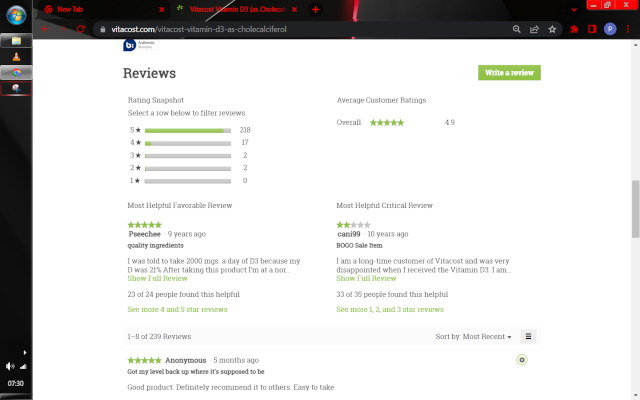 New Tab
Vitacost Vitamin D3 (as Cholecal
vitacost.com/vitacost-vitamin-d3-as-cholecalciferol
P
b:
Authentic
Reviews
Reviews
Write a review
Rating Snapshot
Average Customer Ratings
Select a row below to filter reviews.
Overall ★★★★★ 4.9
5 ★ 218
4 ★ 17
3 ★ 2
2 ★ 2
1 ★ 0
Most Helpful Favorable Review
Pseechee · 9 years ago
quality ingredients
I was told to take 2000 mgs. a day of D3 because my
D was 21% After taking this product I'm at a nor...
Show Full Review
23 of 24 people found this helpful
See more 4 and 5 star reviews
Most Helpful Critical Review
cani99 · 10 years ago
BOGO Sale Item
I am a long-time customer of Vitacost and was very
disappointed when I received the Vitamin D3. I am...
Show Full Review
33 of 35 people found this helpful
See more 1, 2, and 3 star reviews
1–8 of 239 Reviews
Sort by: Most Recent
Anonymous · 5 months ago
Got my level back up where it's supposed to be
Good product. Definitely recommend it to others. Easy to take
07:30